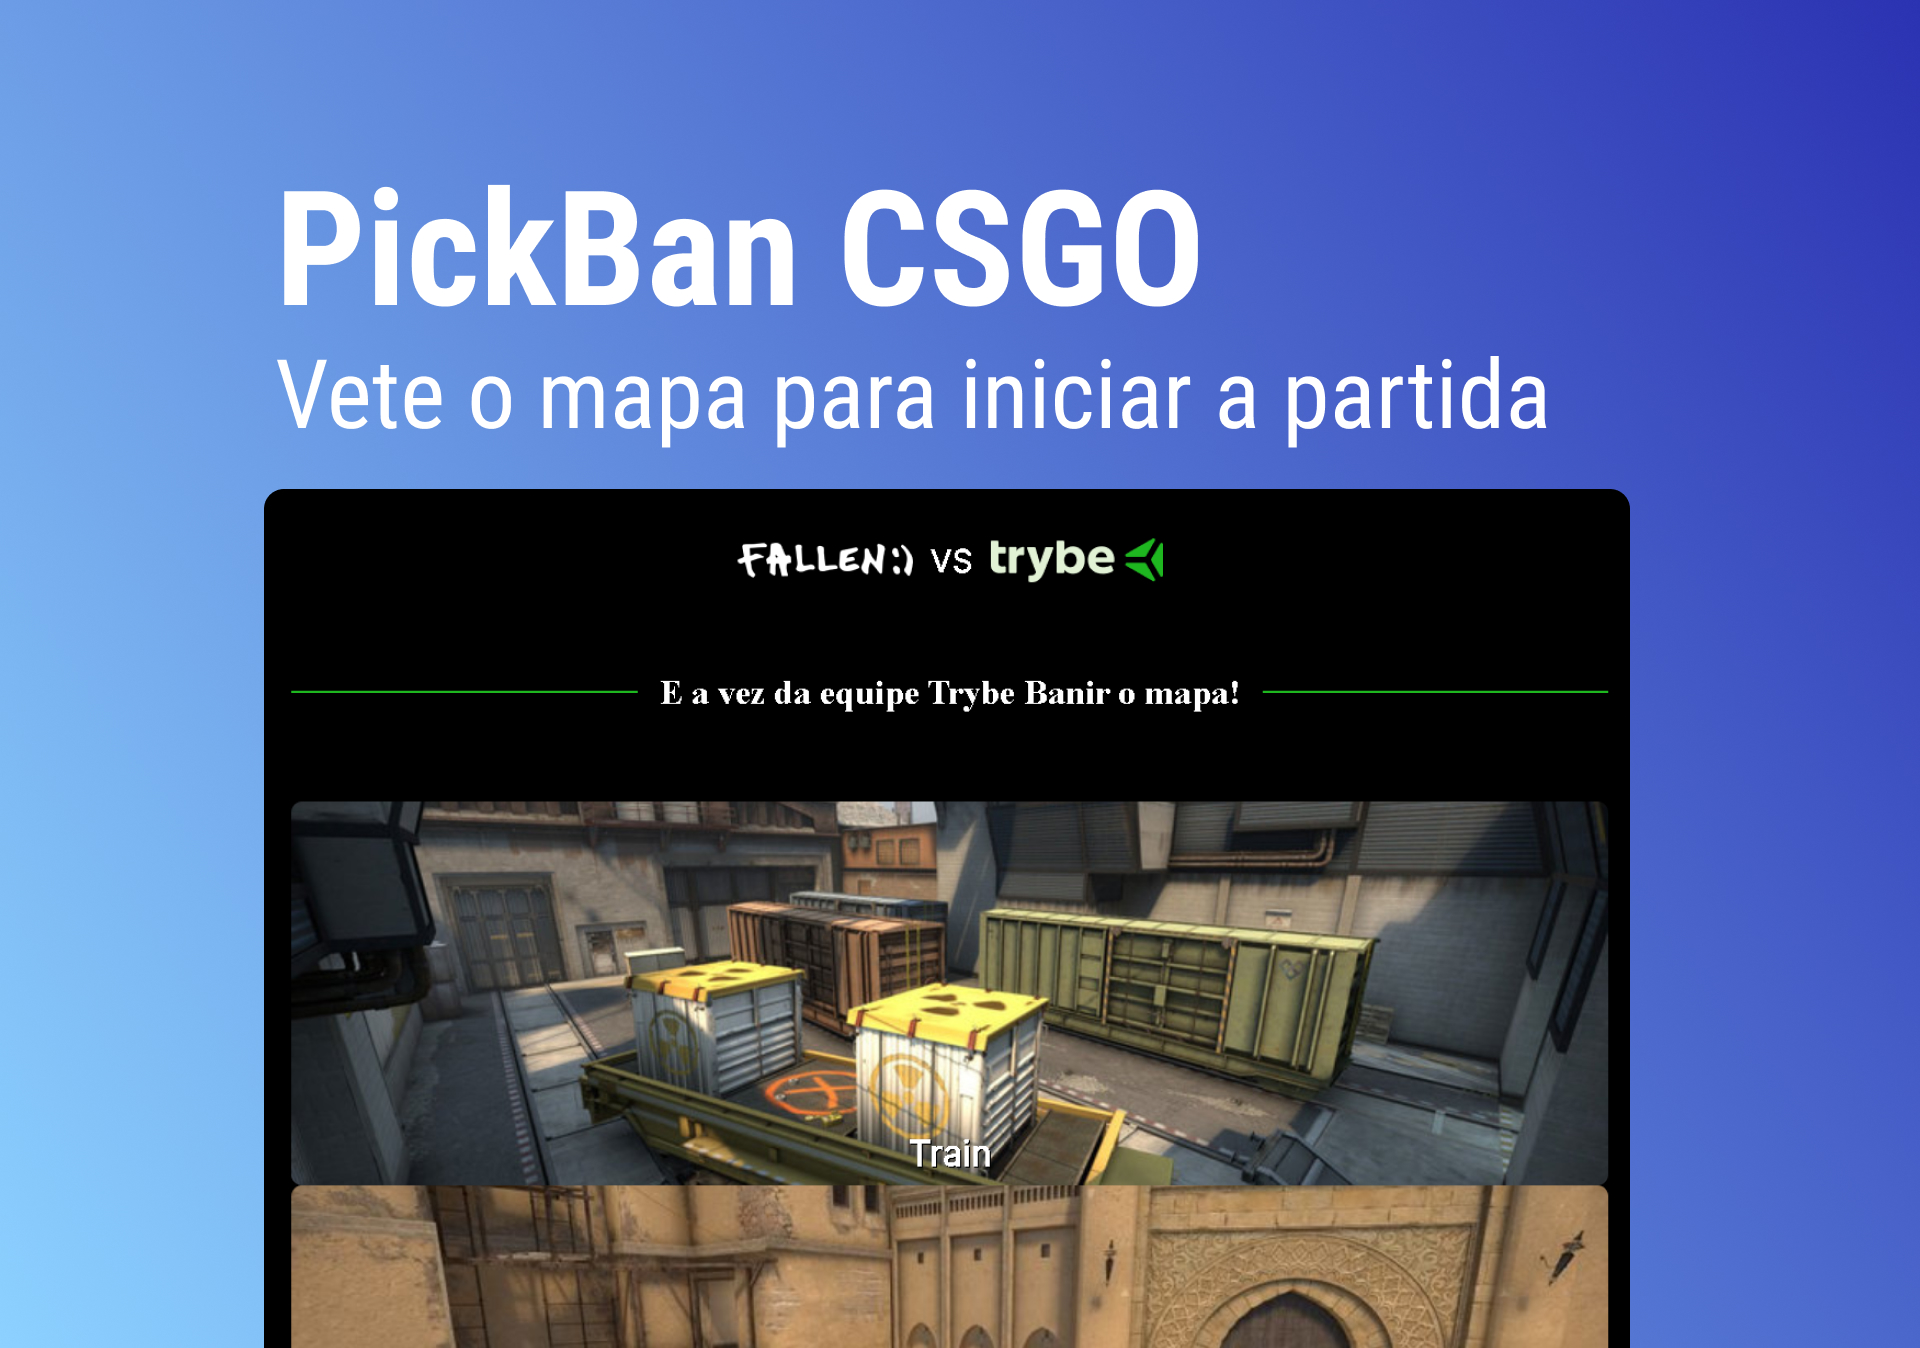 PickBan CSGO
Vete o mapa para iniciar a partida
FALLEN:) vs trybe
E a vez da equipe Trybe Banir o mapa!
Train